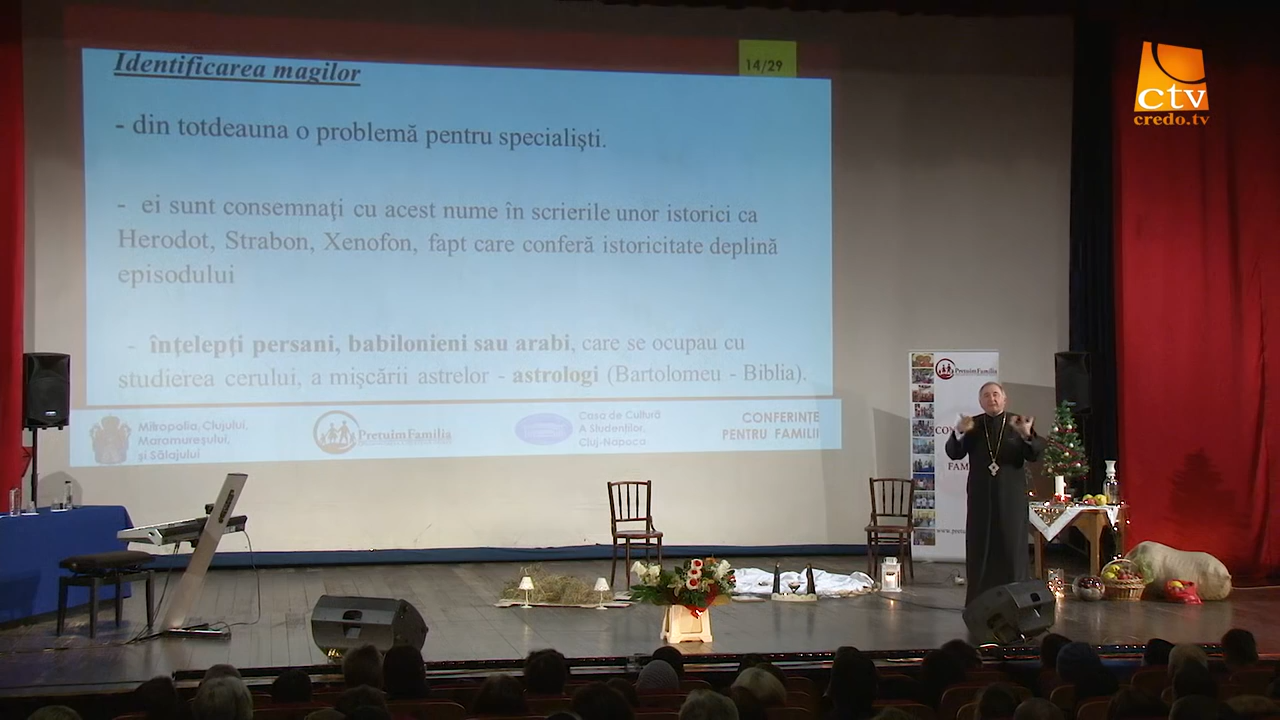 Identificarea magilor
14/29
- din totdeauna o problemă pentru specialiști.
- ei sunt consemnaţi cu acest nume în scrierile unor istorici ca
Herodot, Strabon, Xenofon, fapt care conferă istoricitate deplină
episodului
- înţelepţi persani, babilonieni sau arabi, care se ocupau cu
studierea cerului, a mişcării astrelor - astrologi (Bartolomeu - Biblia).
Mitropolia Clujului,
Maramureşului,
şi Sălajului
PretuimFamilia
Casa de Cultură
A Studenţilor,
Cluj-Napoca
CONFERINŢE
PENTRU FAMILII
ctv
credo.tv
PretuimFamilia